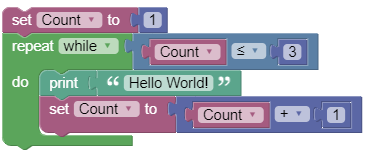 set Count to 1
repeat while Count ≤ 3
do print “ Hello World! ”
set Count to Count + 1